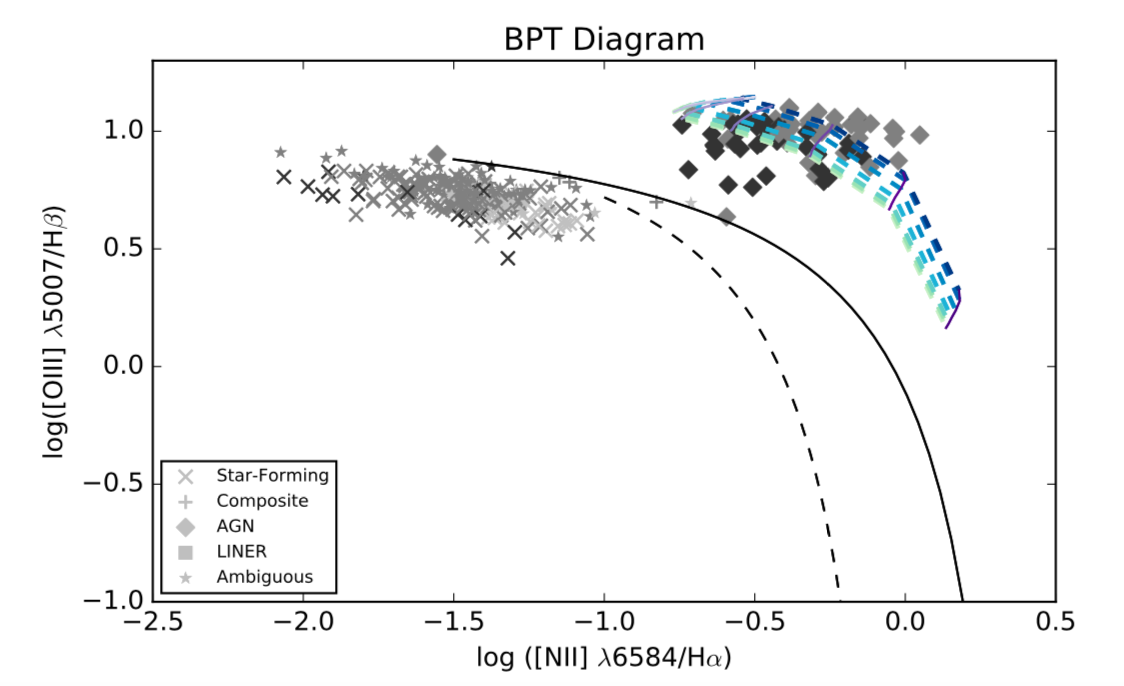 BPT Diagram
1.0
0.5
0.0
−0.5
−1.0
log([OIII] λ5007/Hβ)
Star-Forming
Composite
AGN
LINER
Ambiguous
−2.5 −2.0 −1.5 −1.0 −0.5 0.0 0.5
log ([NII] λ6584/Hα)